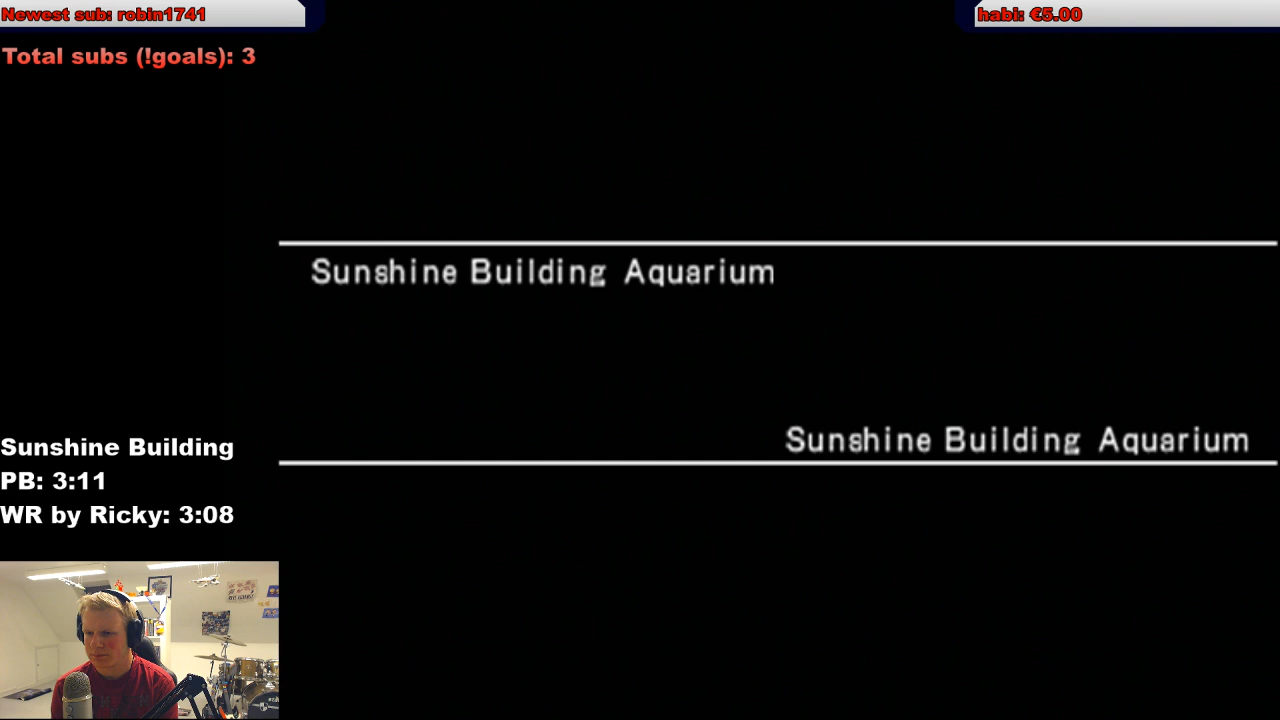 Newest sub: robin1741
habi: €5.00
Total subs (!goals): 3
Sunshine Building Aquarium
Sunshine Building Aquarium
Sunshine Building
PB: 3:11
WR by Ricky: 3:08